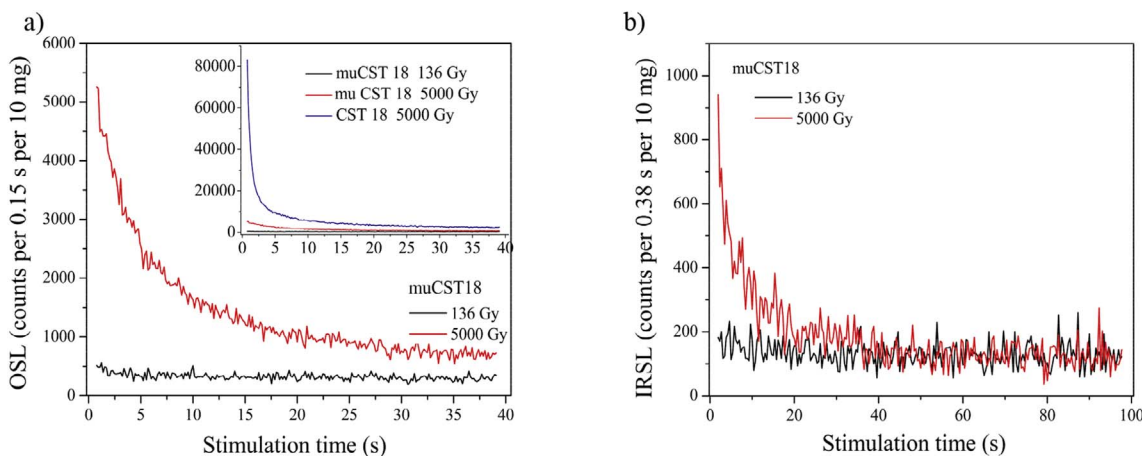 a)
OSL (counts per 0.15 s per 10 mg)
6000
5000
4000
3000
2000
1000
0
0 5 10 15 20 25 30 35 40
Stimulation time (s)
80000
60000
40000
20000
0
0 5 10 15 20 25 30 35 40
muCST 18 136 Gy
mu CST 18 5000 Gy
CST 18 5000 Gy
muCST18
136 Gy
5000 Gy
b)
IRSL (counts per 0.38 s per 10 mg)
1000
800
600
400
200
0
0 20 40 60 80 100
Stimulation time (s)
muCST18
136 Gy
5000 Gy